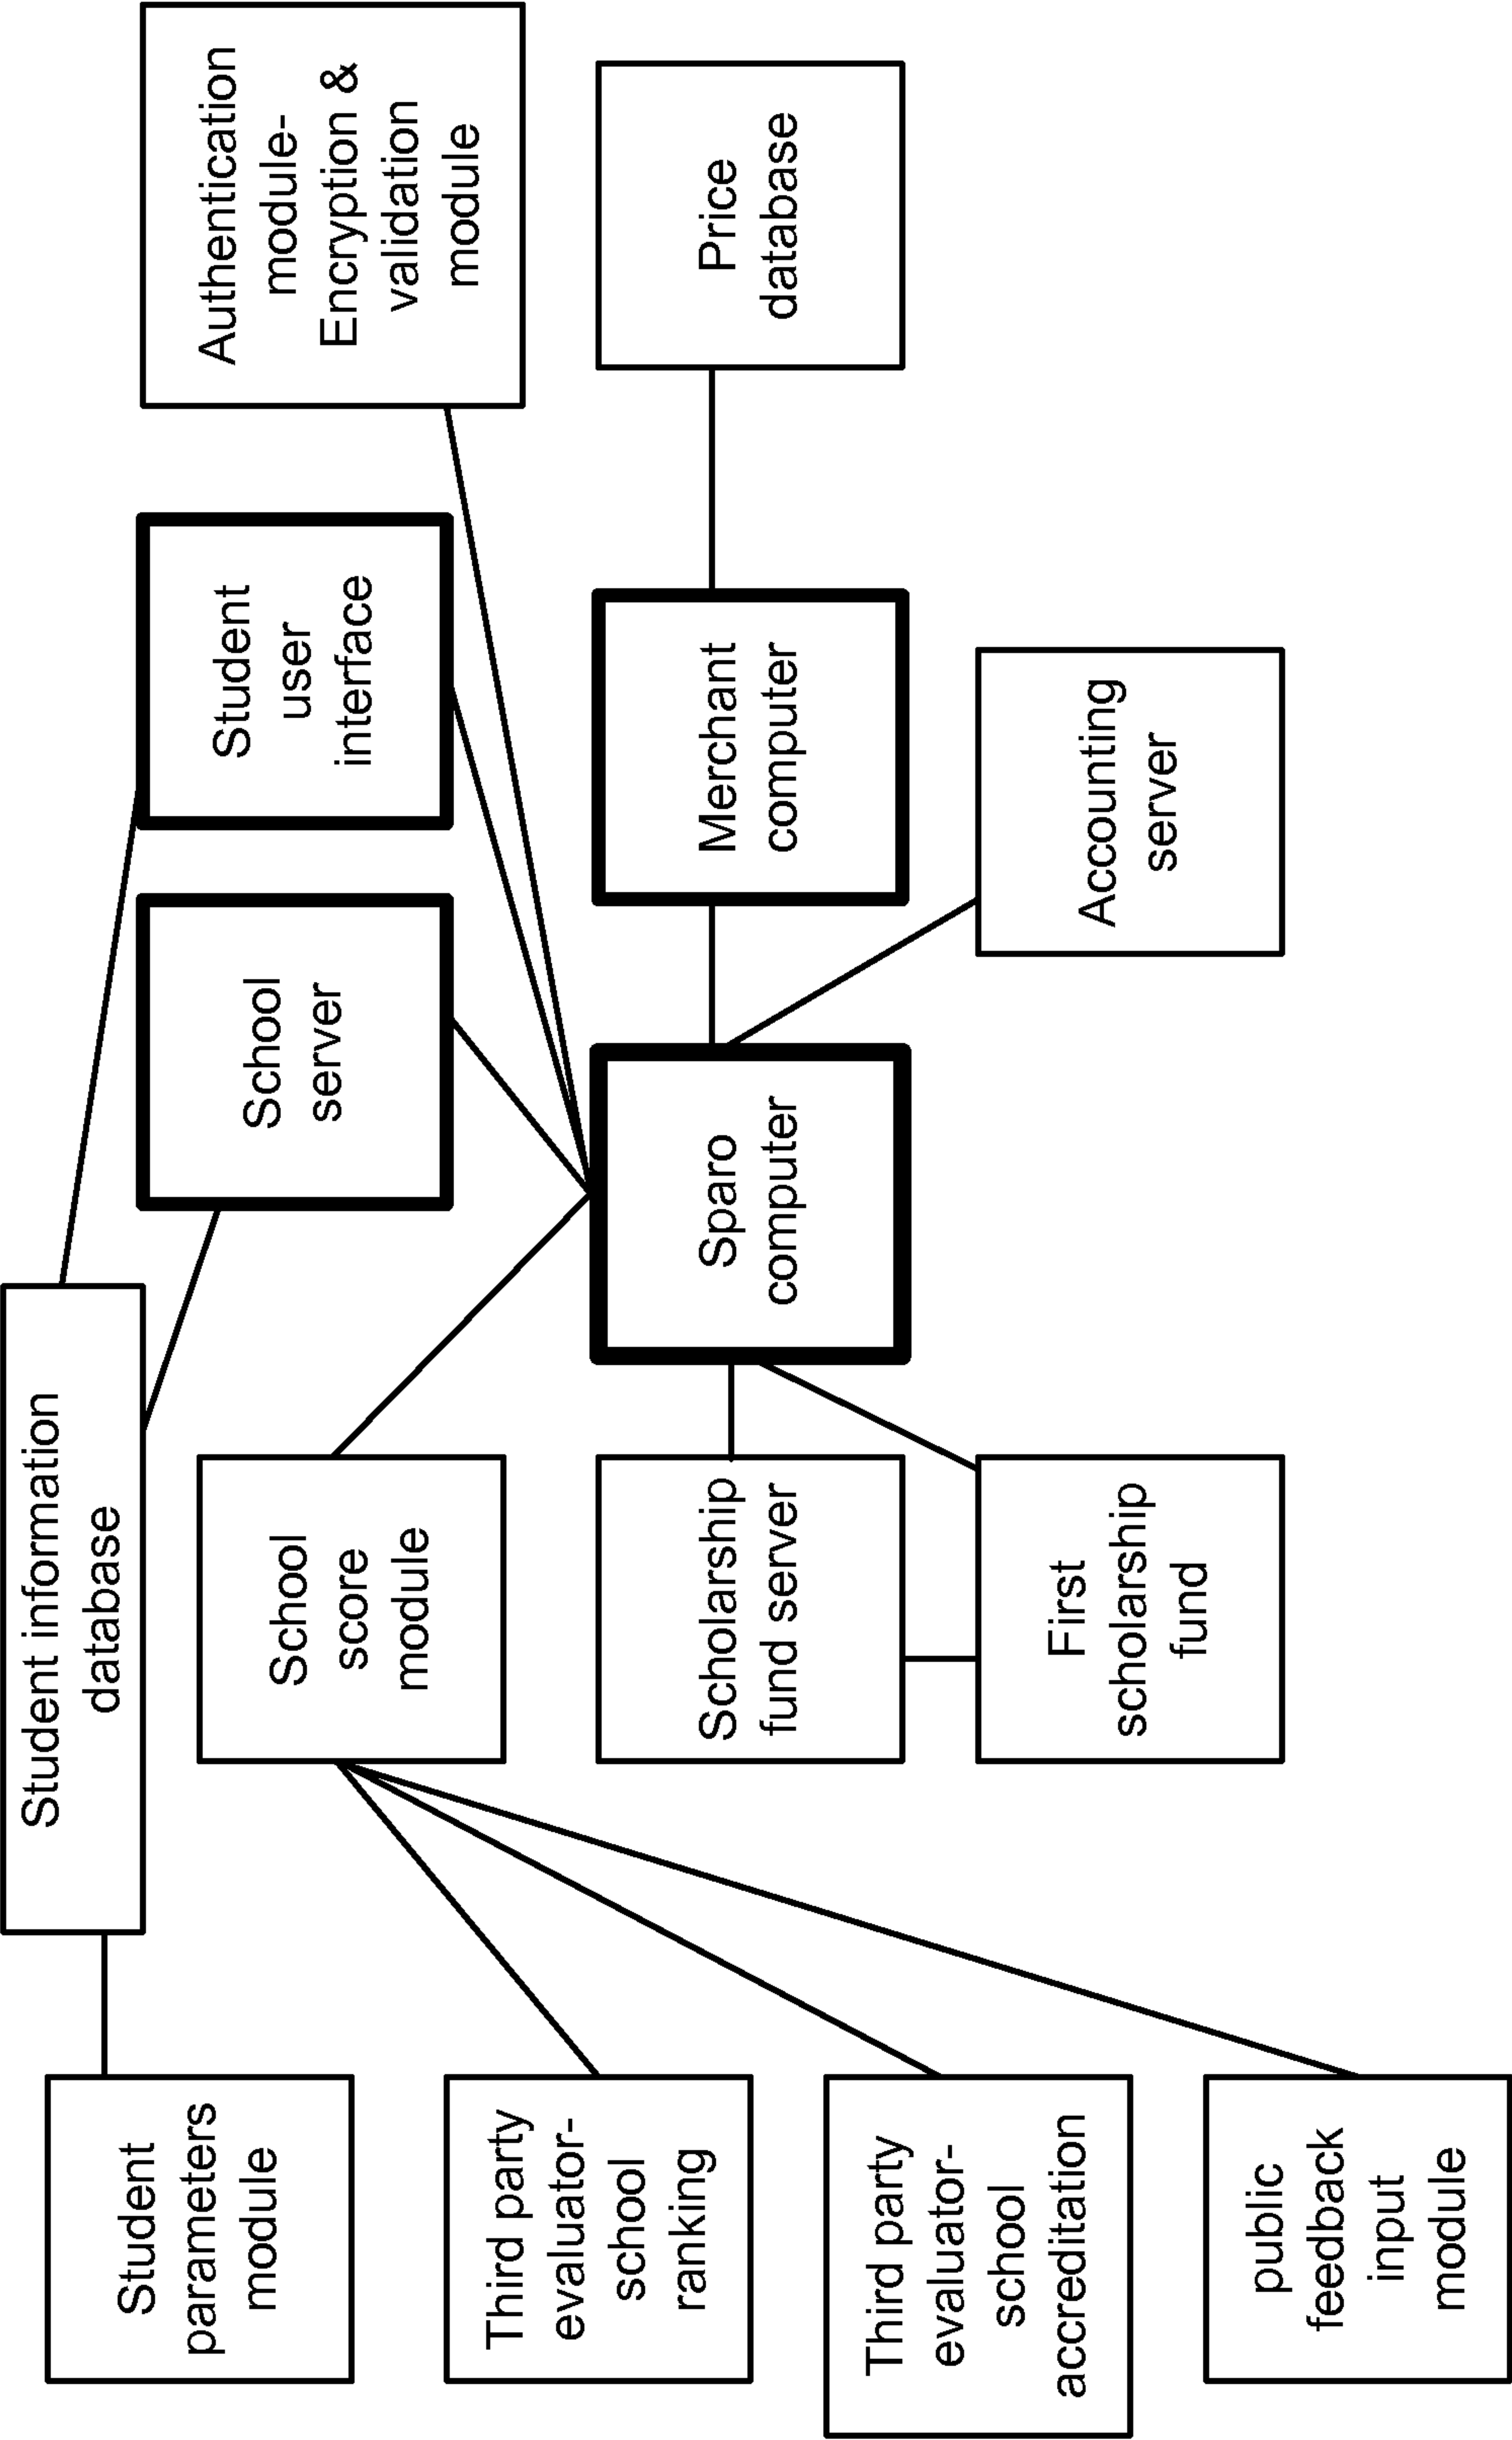 Student information
database
Student
parameters
module
School
server
Student
user
interface
Authentication
module-
Encryption &
validation
module
School
score
module
Third party
evaluator-
school
ranking
Scholarship
fund server
Sparo
computer
Merchant
computer
Price
database
Third party
evaluator-
school
accreditation
First
scholarship
fund
Accounting
server
public
feedback
input
module